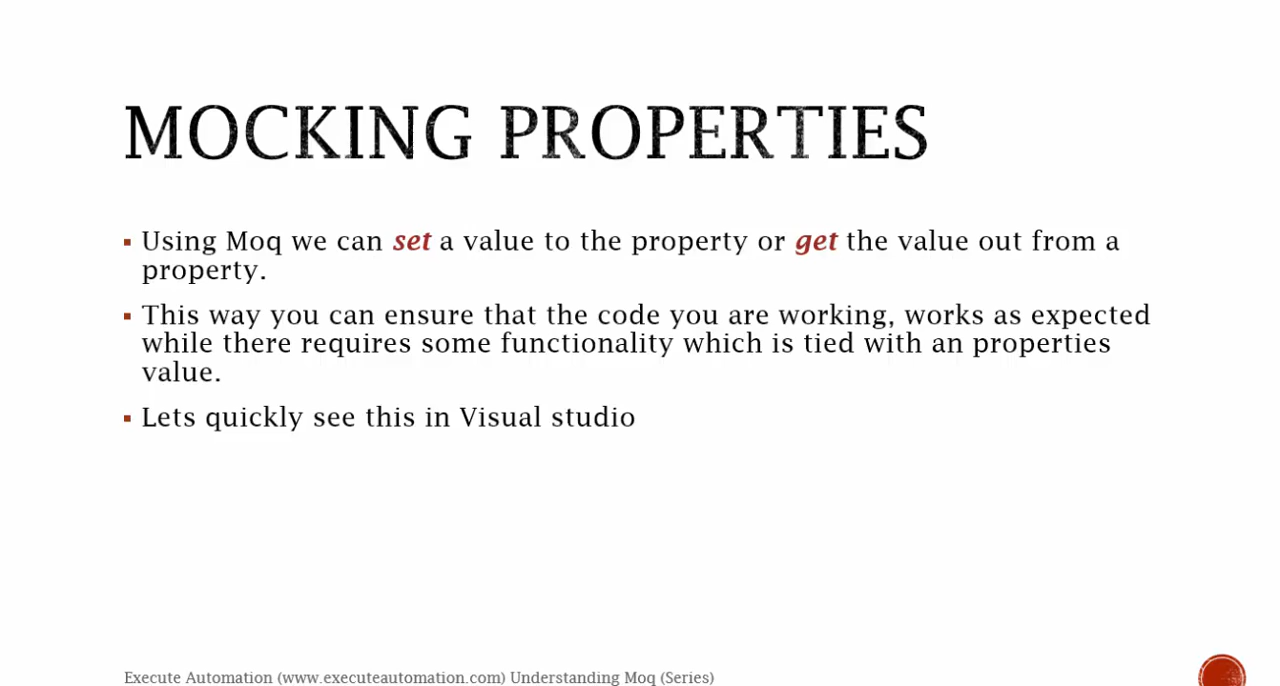 MOCKING PROPERTIES
▪ Using Moq we can set a value to the property or get the value out from a
property.
▪ This way you can ensure that the code you are working, works as expected
while there requires some functionality which is tied with an properties
value.
▪ Lets quickly see this in Visual studio
Execute Automation (www.executeautomation.com) Understanding Moq (Series)